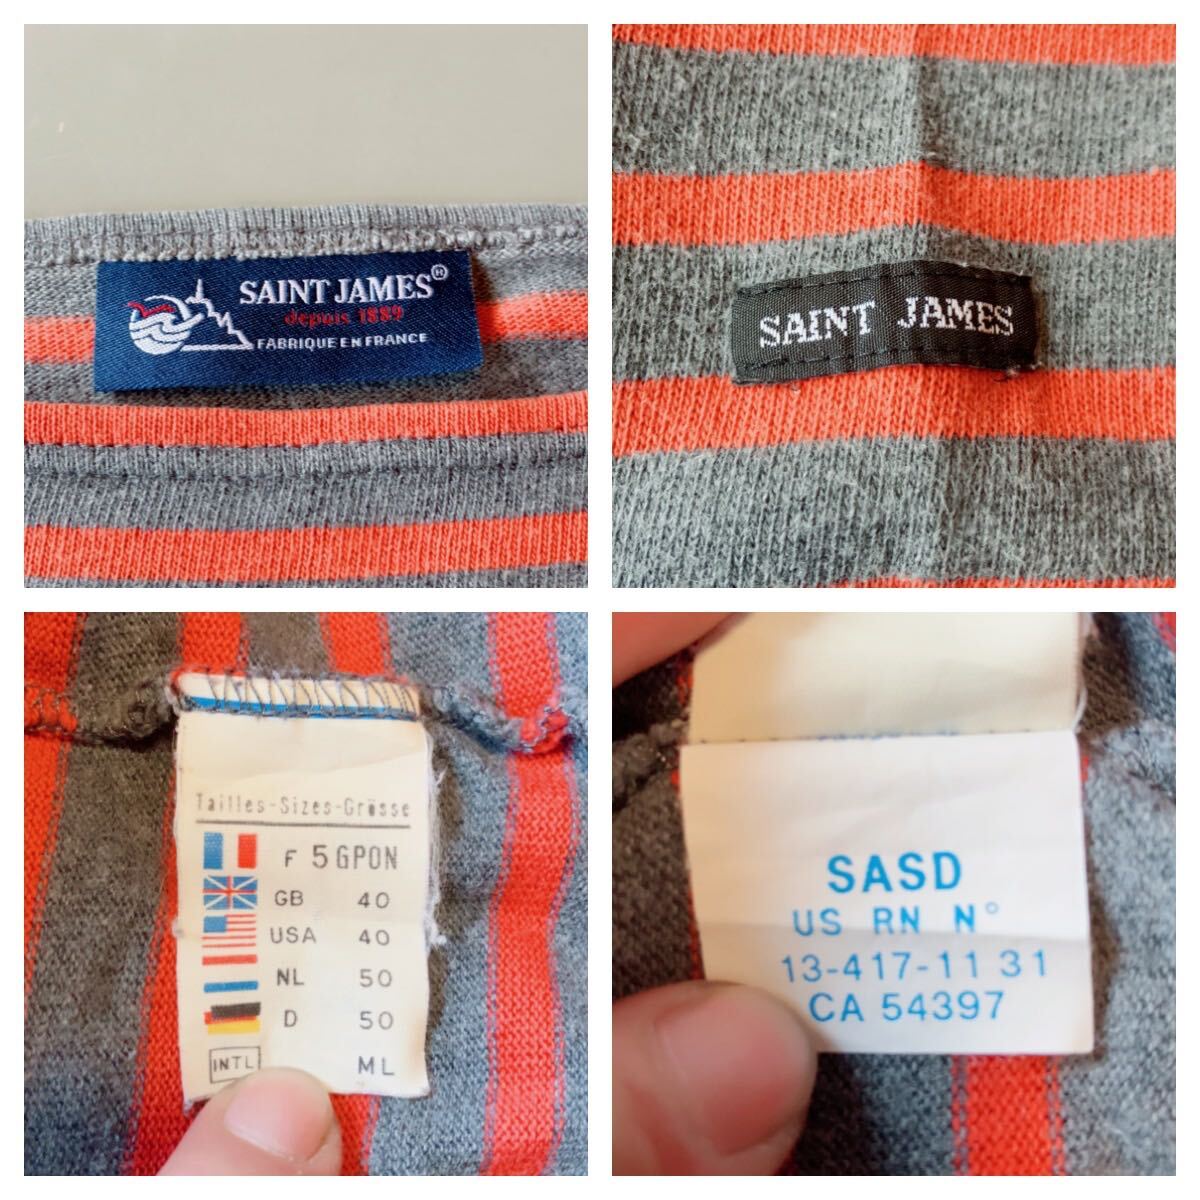 SAINT JAMES®
depuis 1889
FABRIQUE EN FRANCE
SAINT JAMES
Tailles-Sizes-Grösse
F 5 GPON
GB 40
USA 40
NL 50
D 50
INTL ML
SASD
US RN N°
13-417-11 31
CA 54397